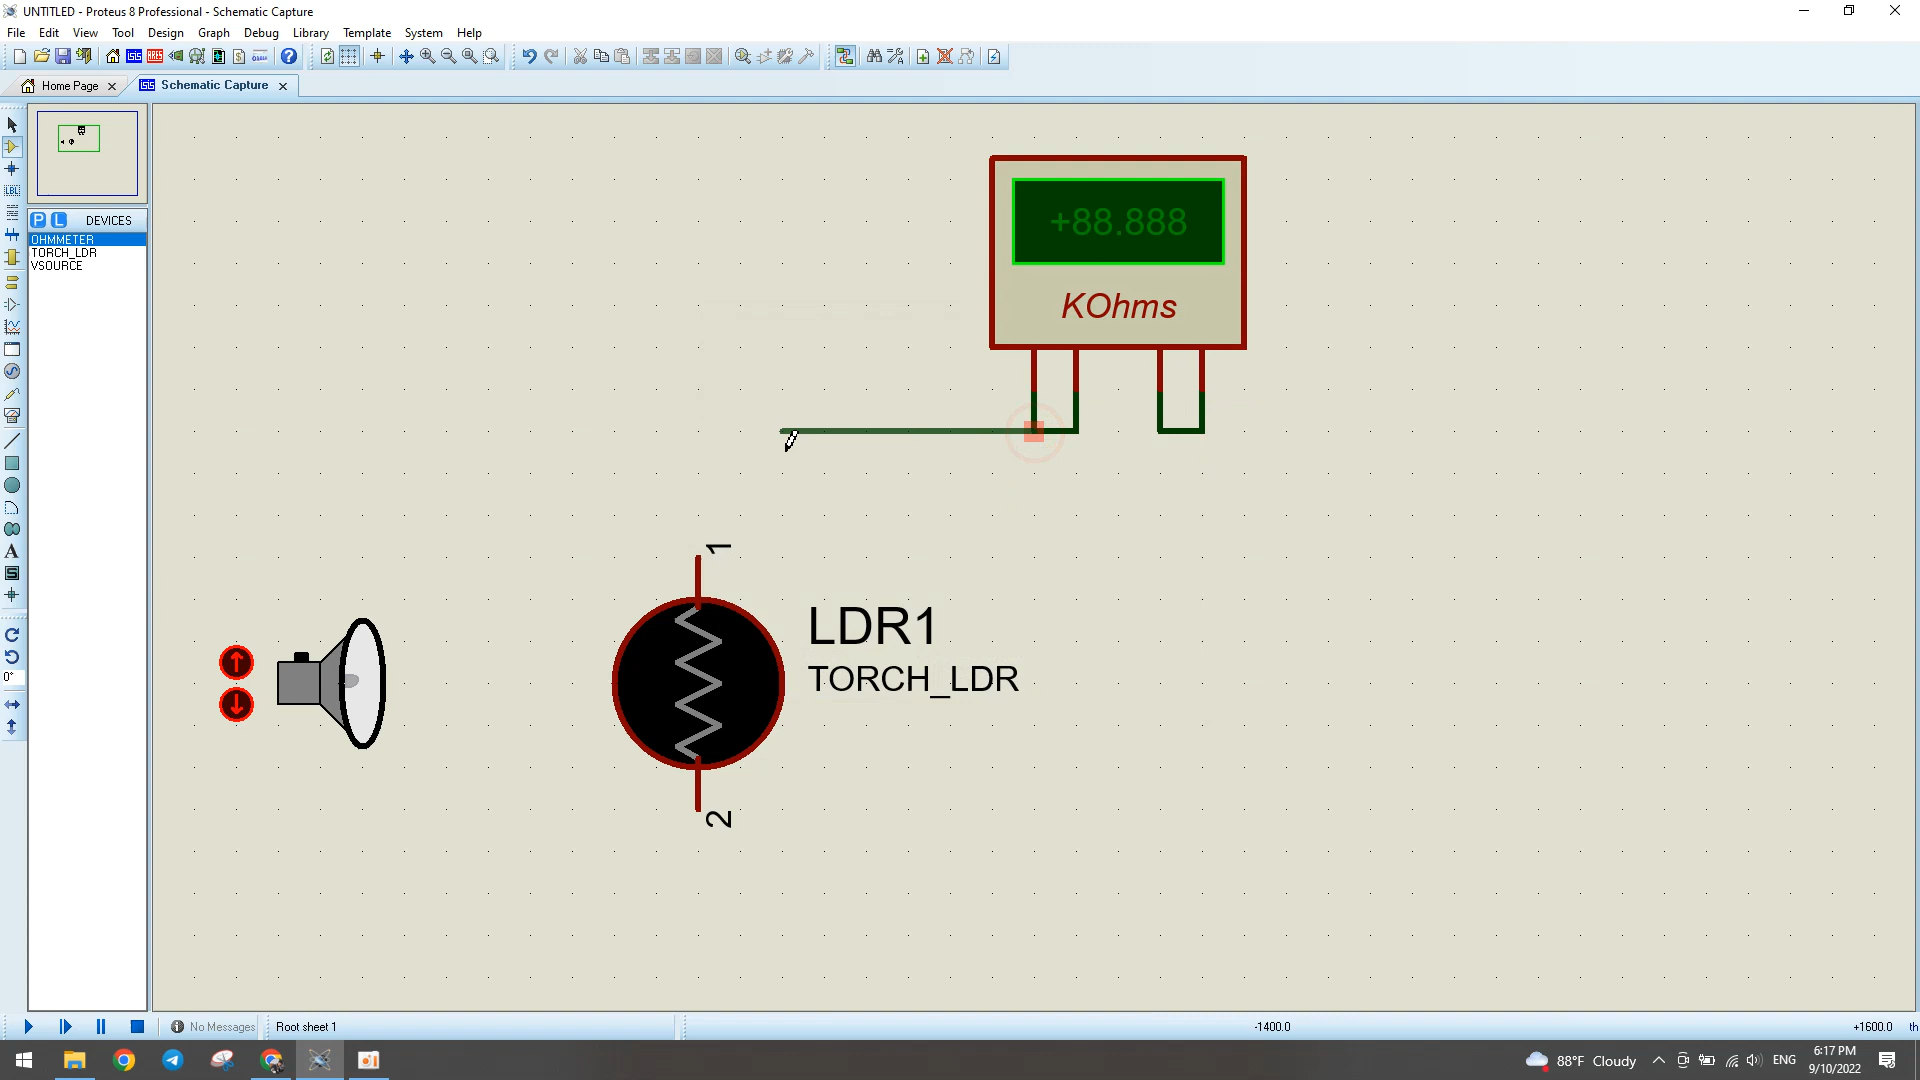 UNTITLED - Proteus 8 Professional - Schematic Capture
File Edit View Tool Design Graph Debug Library Template System Help
Home Page
Schematic Capture
P L DEVICES
OHMMETER
TORCH_LDR
VSOURCE
LBL
A
S
0°
+88.888
KOhms
1
LDR1
TORCH_LDR
2
No Messages
Root sheet 1
-1400.0
+1600.0
th
88°F Cloudy
ENG
6:17 PM
9/10/2022